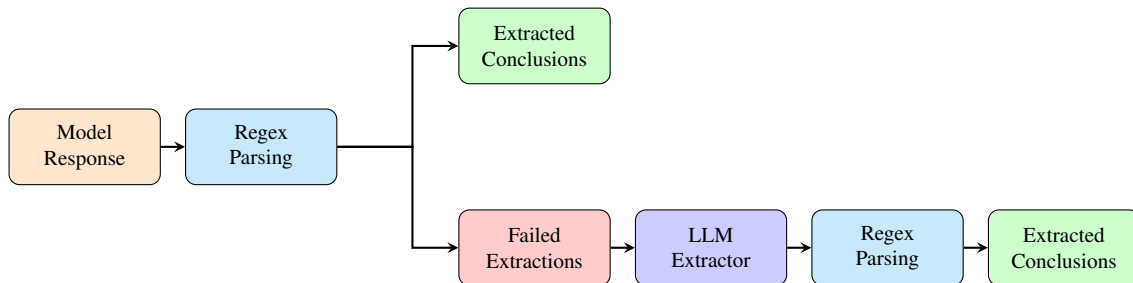 Extracted
Conclusions
Model
Response
Regex
Parsing
Failed
Extractions
LLM
Extractor
Regex
Parsing
Extracted
Conclusions